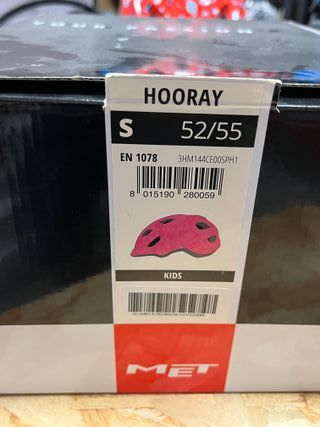 HOORAY
S 52/55
EN 1078 3HM144CE00SPH1
8 015190 280059
KIDS
MET